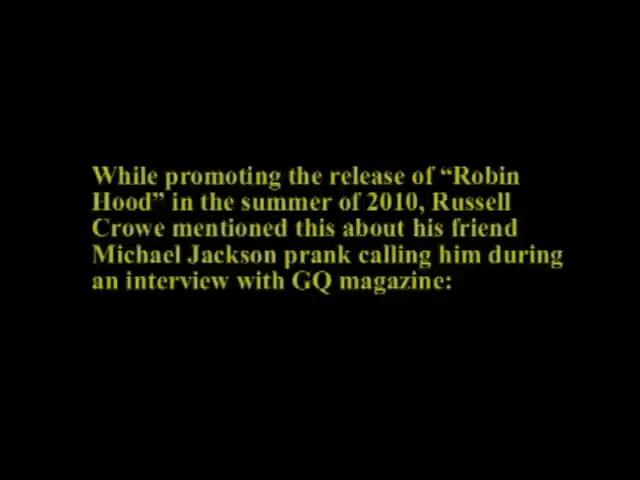 While promoting the release of “Robin
Hood” in the summer of 2010, Russell
Crowe mentioned this about his friend
Michael Jackson prank calling him during
an interview with GQ magazine: